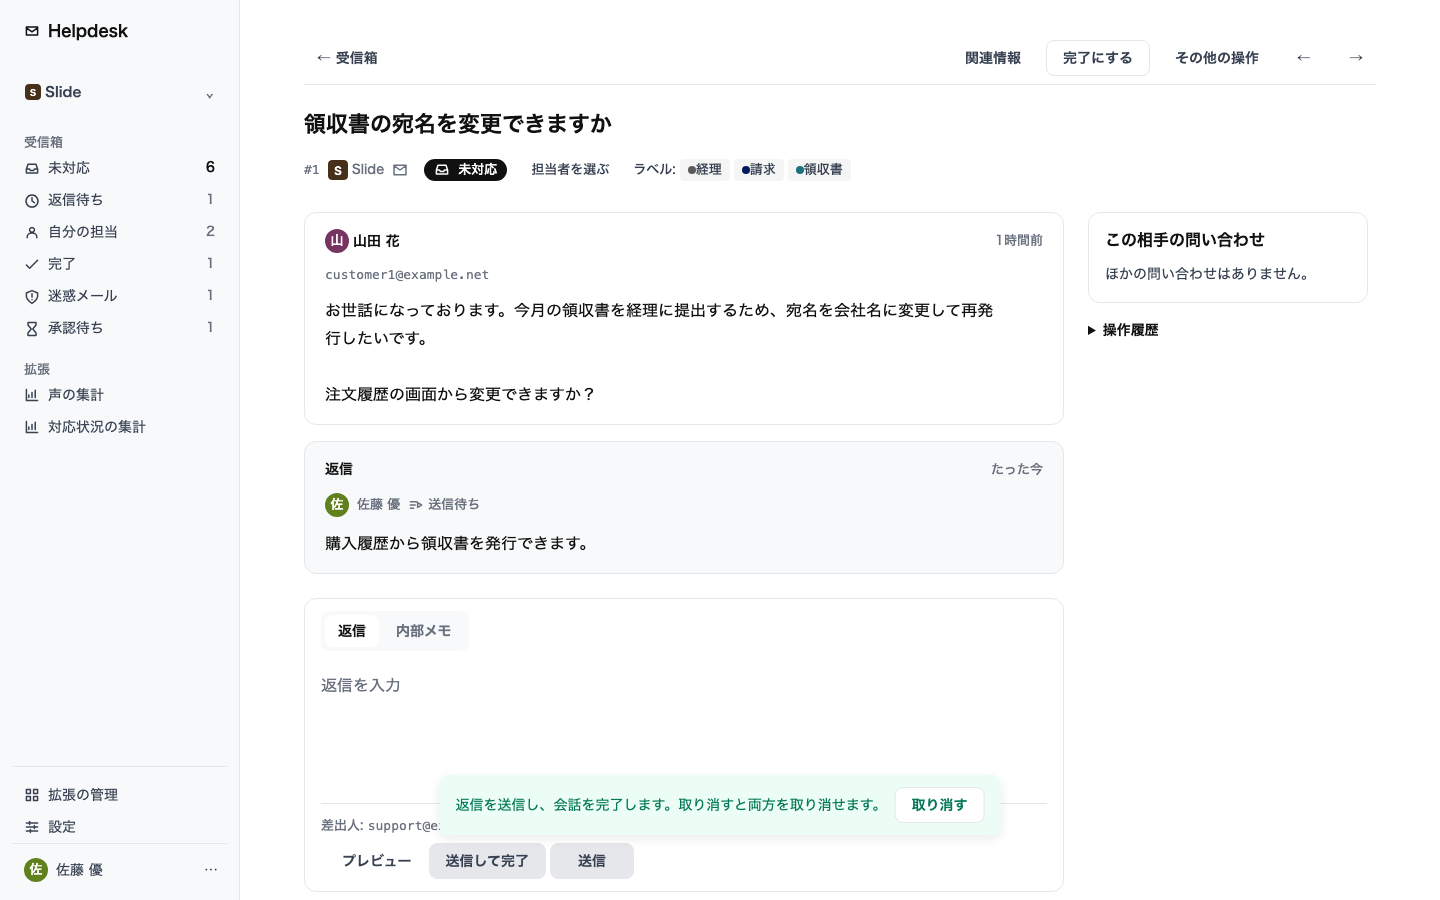 Helpdesk
S Slide
受信箱
未対応 6
返信待ち 1
自分の担当 2
完了 1
迷惑メール 1
承認待ち 1
拡張
声の集計
対応状況の集計
拡張の管理
設定
佐 佐藤 優 …
← 受信箱 関連情報 完了にする その他の操作 ← →
領収書の宛名を変更できますか
#1 S Slide 未対応 担当者を選ぶ ラベル: 経理 請求 領収書
山 山田 花 1時間前
customer1@example.net
お世話になっております。今月の領収書を経理に提出するため、宛名を会社名に変更して再発
行したいです。
注文履歴の画面から変更できますか？
返信 たった今
佐 佐藤 優 送信待ち
購入履歴から領収書を発行できます。
返信 内部メモ
返信を入力
返信を送信し、会話を完了します。取り消すと両方を取り消せます。 取り消す
差出人: support@e
プレビュー 送信して完了 送信
この相手の問い合わせ
ほかの問い合わせはありません。
▶ 操作履歴